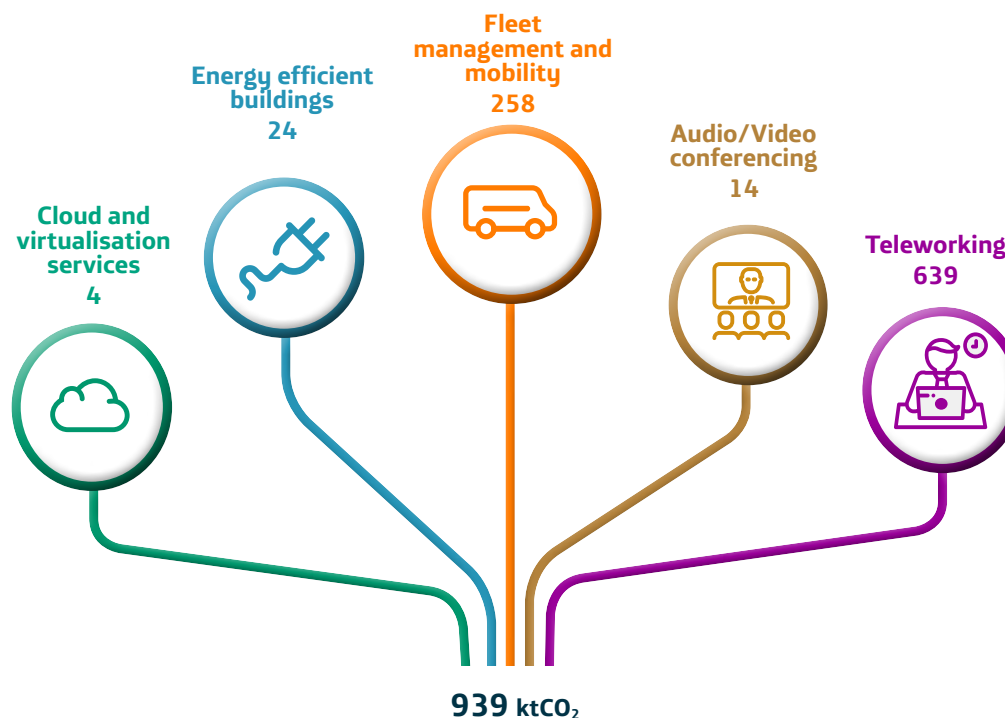 Cloud and
virtualisation
services
4
Energy efficient
buildings
24
Fleet
management and
mobility
258
Audio/Video
conferencing
14
Teleworking
639
939 ktCO₂